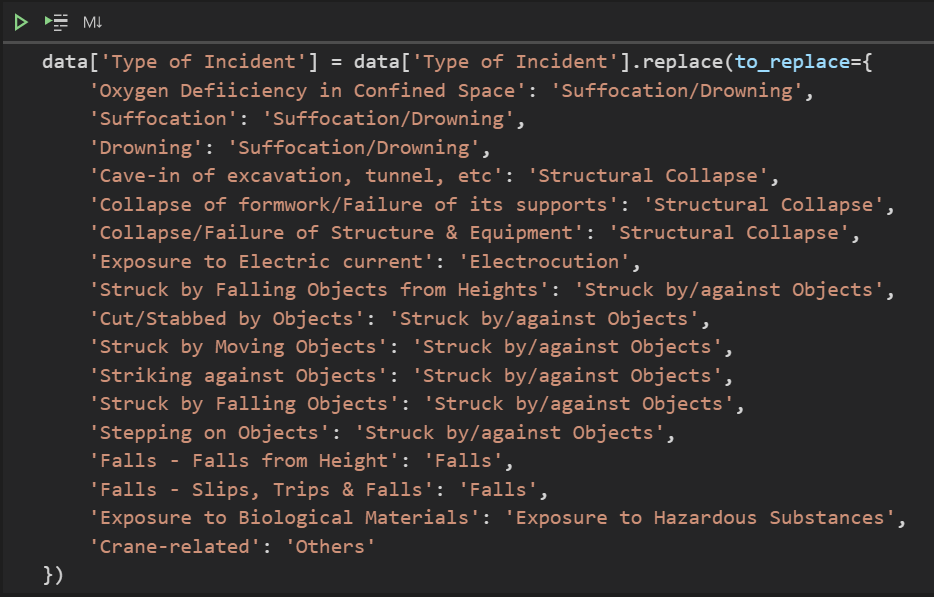 M↓
data['Type of Incident'] = data['Type of Incident'].replace(to_replace={
'Oxygen Defiiciency in Confined Space': 'Suffocation/Drowning',
'Suffocation': 'Suffocation/Drowning',
'Drowning': 'Suffocation/Drowning',
'Cave-in of excavation, tunnel, etc': 'Structural Collapse',
'Collapse of formwork/Failure of its supports': 'Structural Collapse',
'Collapse/Failure of Structure & Equipment': 'Structural Collapse',
'Exposure to Electric current': 'Electrocution',
'Struck by Falling Objects from Heights': 'Struck by/against Objects',
'Cut/Stabbed by Objects': 'Struck by/against Objects',
'Struck by Moving Objects': 'Struck by/against Objects',
'Striking against Objects': 'Struck by/against Objects',
'Struck by Falling Objects': 'Struck by/against Objects',
'Stepping on Objects': 'Struck by/against Objects',
'Falls - Falls from Height': 'Falls',
'Falls - Slips, Trips & Falls': 'Falls',
'Exposure to Biological Materials': 'Exposure to Hazardous Substances',
'Crane-related': 'Others'
})